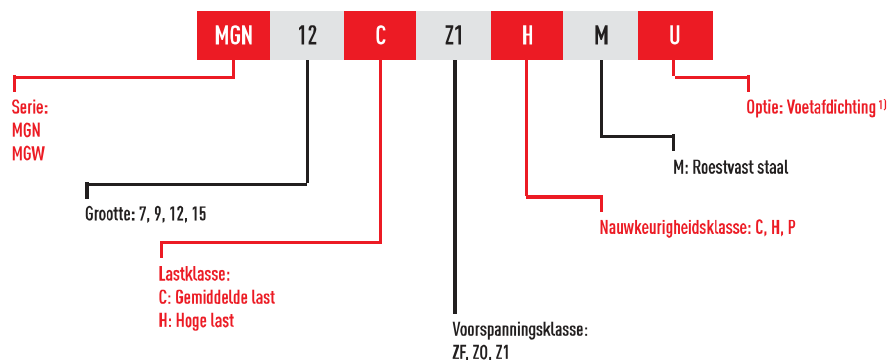 MGN 12 C Z1 H M U
Serie:
MGN
MGW
Optie: Voetafdichting 1)
M: Roestvast staal
Grootte: 7, 9, 12, 15
Nauwkeurigheidsklasse: C, H, P
Lastklasse:
C: Gemiddelde last
H: Hoge last
Voorspanningsklasse:
ZF, Z0, Z1